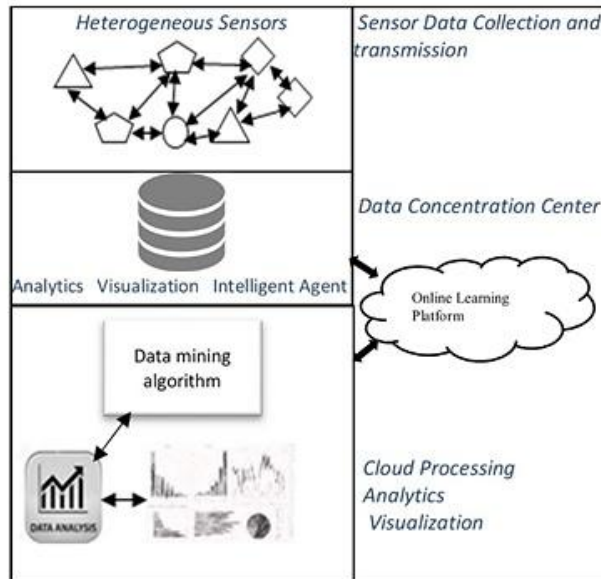 Heterogeneous Sensors
Sensor Data Collection and
transmission
Data Concentration Center
Analytics Visualization Intelligent Agent
Online Learning
Platform
Data mining
algorithm
DATA ANALYSIS
Cloud Processing
Analytics
Visualization